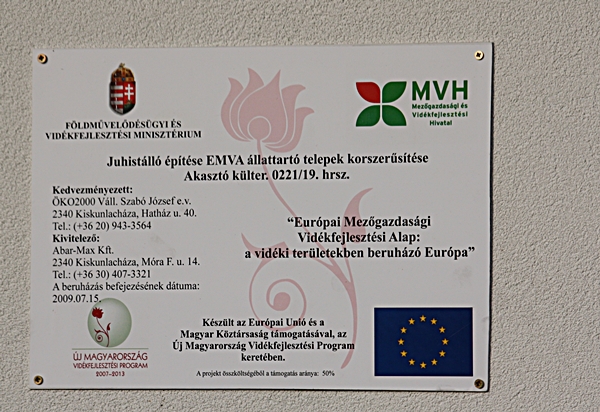 FÖLDMŰVELŐDÉSÜGYI ÉS
VIDÉKFEJLESZTÉSI MINISTÉRIUM
MVH
Mezőgazdasági és
Vidékfejlesztési
Hivatal
Juhistálló építése EMVA állattartó telepek korszerűsítése
Akasztó külter. 0221/19. hrsz.
Kedvezményezett:
ÖKO2000 Váll. Szabó József e.v.
2340 Kiskunlacháza, Hatház u. 40.
Tel.: (+36 20) 943-3564
Kivitelező:
Abar-Max Kft.
2340 Kiskunlacháza, Móra F. u. 14.
Tel.: (+36 30) 407-3321
A beruházás befejezésének dátuma:
2009.07.15.
"Európai Mezőgazdasági
Vidékfejlesztési Alap:
a vidéki területekben beruházó Európa"
ÚJ MAGYARORSZÁG
VIDÉKFEJLESZTÉSI PROGRAM
2007-2013
Készült az Európai Unió és a
Magyar Köztársaság támogatásával, az
Új Magyarország Vidékfejlesztési Program
keretében.
A projekt összköltségéből a támogatás aránya: 50%